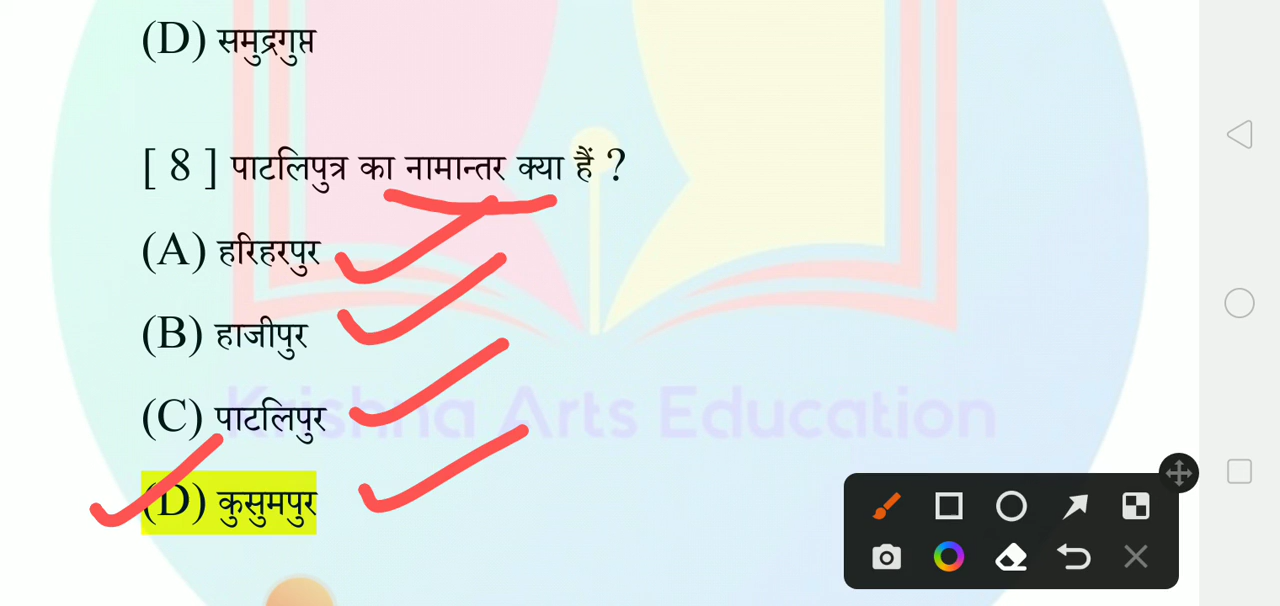 (D) समुद्रगुप्त
[ 8 ] पाटलिपुत्र का नामान्तर क्या हैं ?
(A) हरिहरपुर
(B) हाजीपुर
(C) पाटलिपुर
Krishna Arts Education
(D) कुसुमपुर